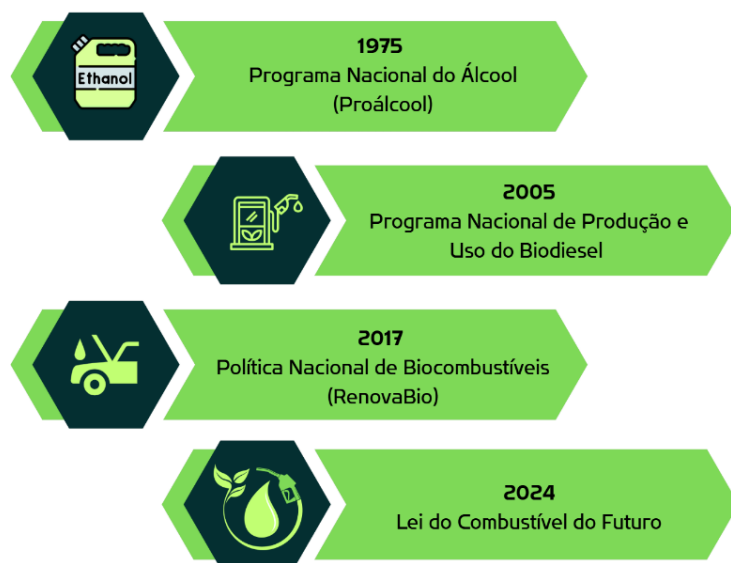 Ethanol
1975
Programa Nacional do Álcool
(Proálcool)
2005
Programa Nacional de Produção e
Uso do Biodiesel
2017
Política Nacional de Biocombustíveis
(RenovaBio)
2024
Lei do Combustível do Futuro